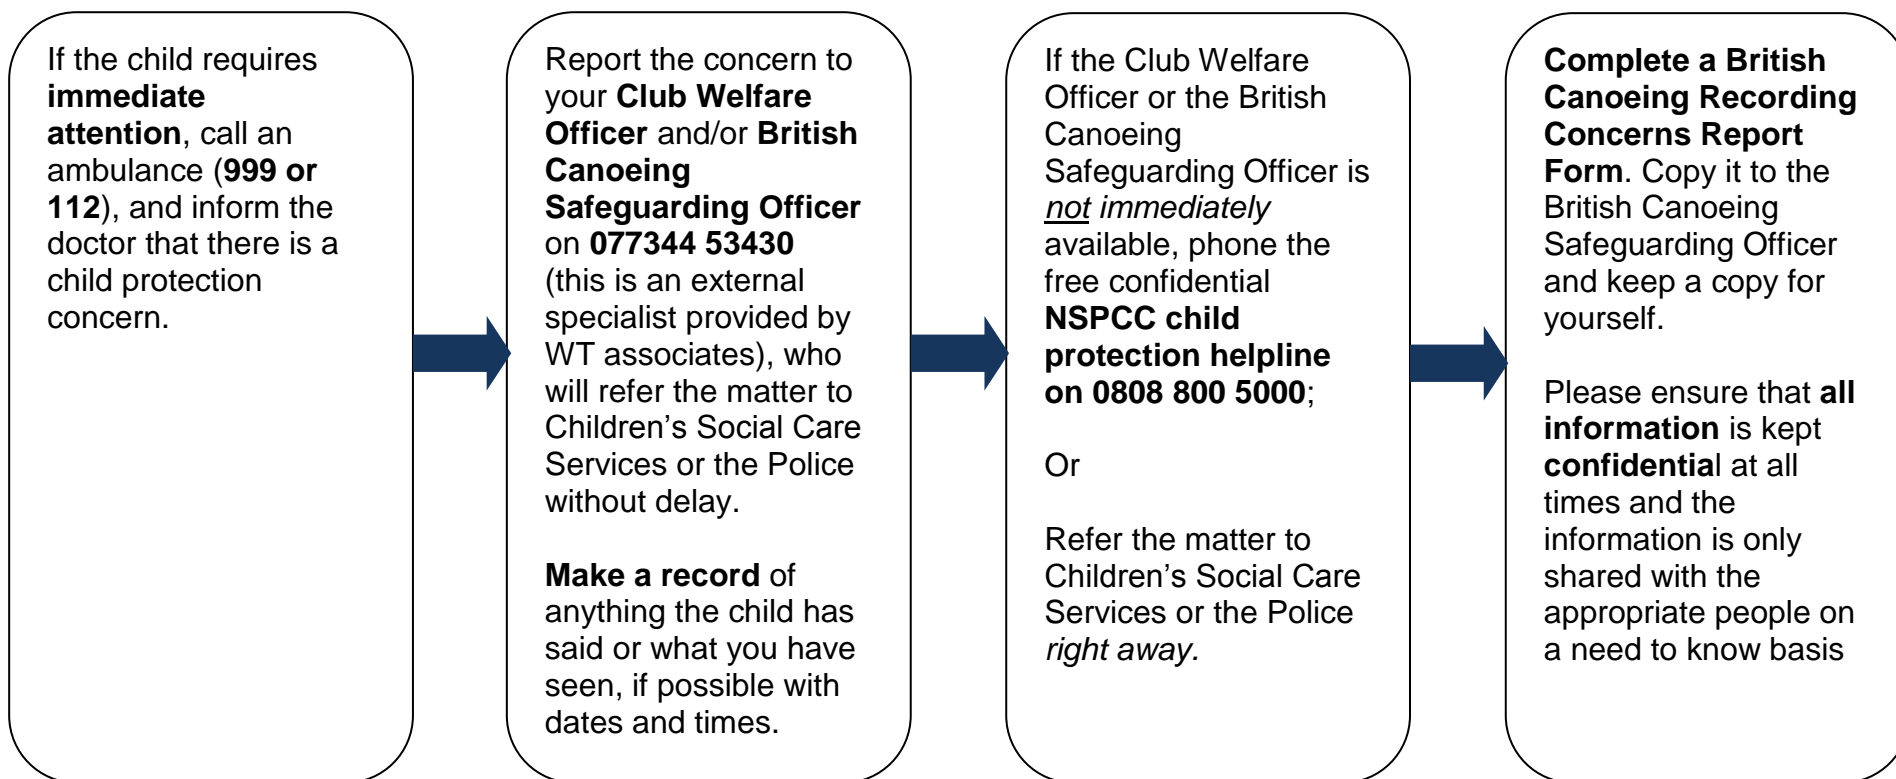 If the child requires
immediate
attention, call an
ambulance (999 or
112), and inform the
doctor that there is a
child protection
concern.
Report the concern to
your Club Welfare
Officer and/or British
Canoeing
Safeguarding Officer
on 077344 53430
(this is an external
specialist provided by
WT associates), who
will refer the matter to
Children’s Social Care
Services or the Police
without delay.
Make a record of
anything the child has
said or what you have
seen, if possible with
dates and times.
If the Club Welfare
Officer or the British
Canoeing
Safeguarding Officer is
not immediately
available, phone the
free confidential
NSPCC child
protection helpline
on 0808 800 5000;
Or
Refer the matter to
Children’s Social Care
Services or the Police
right away.
Complete a British
Canoeing Recording
Concerns Report
Form. Copy it to the
British Canoeing
Safeguarding Officer
and keep a copy for
yourself.
Please ensure that all
information is kept
confidential at all
times and the
information is only
shared with the
appropriate people on
a need to know basis